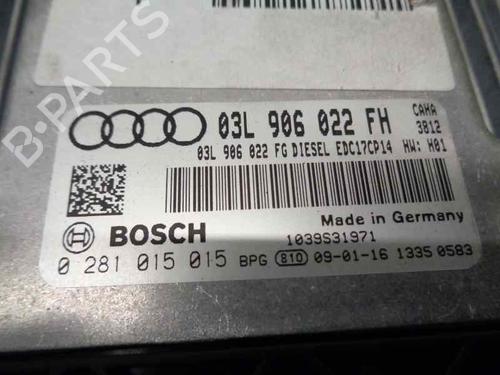 03L 906 022 FH CAHA
03L 906 022 FG DIESEL EDC17CP14 3812
HW: H01
Made in Germany
BOSCH 1039S31971
0 281 015 015 BPG 810 09-01-16 1335 0583
B-PARTS